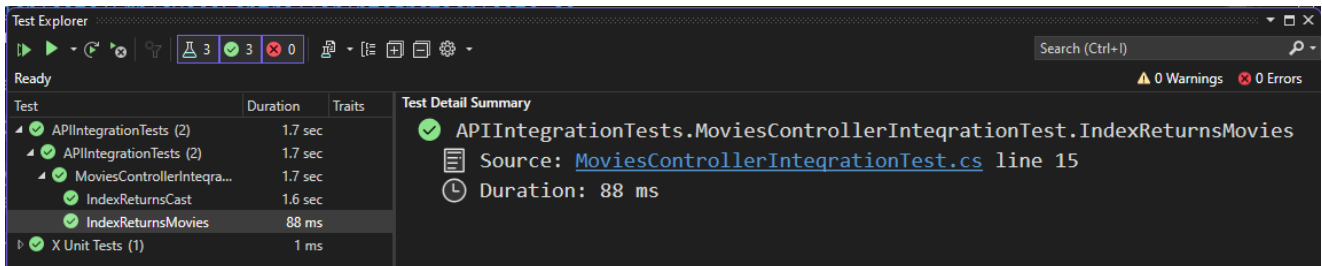 Test Explorer
3 3 0 Search (Ctrl+I)
Ready 0 Warnings 0 Errors
Test Duration Traits Test Detail Summary
APIIntegrationTests (2) 1.7 sec
APIIntegrationTests.MoviesControllerInteqrationTest.IndexReturnsMovies
APIIntegrationTests (2) 1.7 sec
Source: MoviesControllerInteqrationTest.cs line 15
MoviesControllerInteqra... 1.7 sec
Duration: 88 ms
IndexReturnsCast 1.6 sec
IndexReturnsMovies 88 ms
X Unit Tests (1) 1 ms